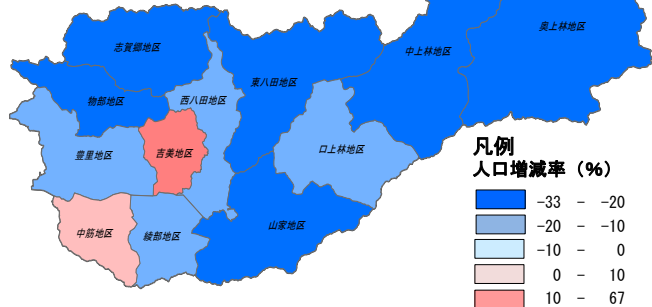 奥上林地区
志賀郷地区
中上林地区
東八田地区
物部地区
西八田地区
豊里地区
吉美地区
口上林地区
中筋地区
綾部地区
山家地区
凡例
人口増減率（%）
-33 - -20
-20 - -10
-10 - 0
0 - 10
10 - 67